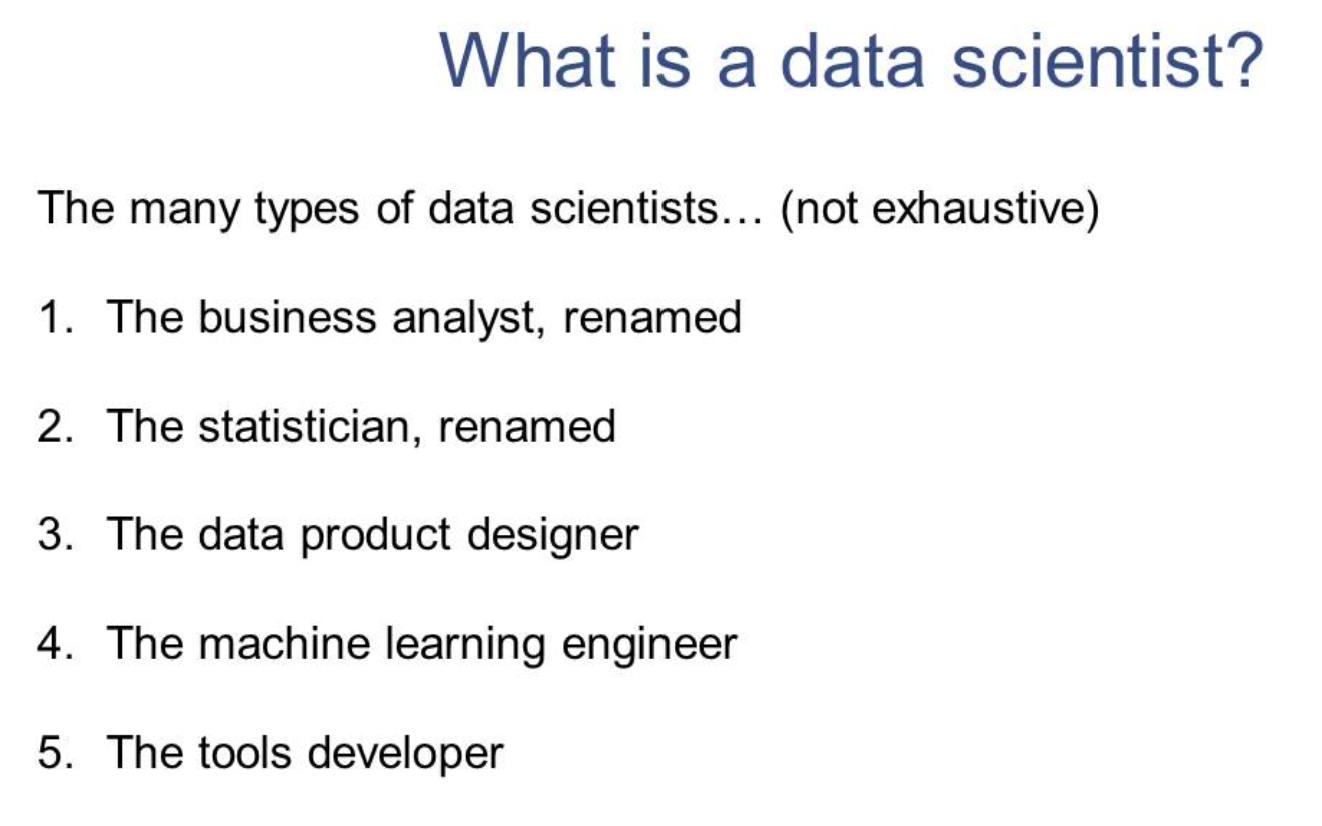 What is a data scientist?
The many types of data scientists… (not exhaustive)
1. The business analyst, renamed
2. The statistician, renamed
3. The data product designer
4. The machine learning engineer
5. The tools developer